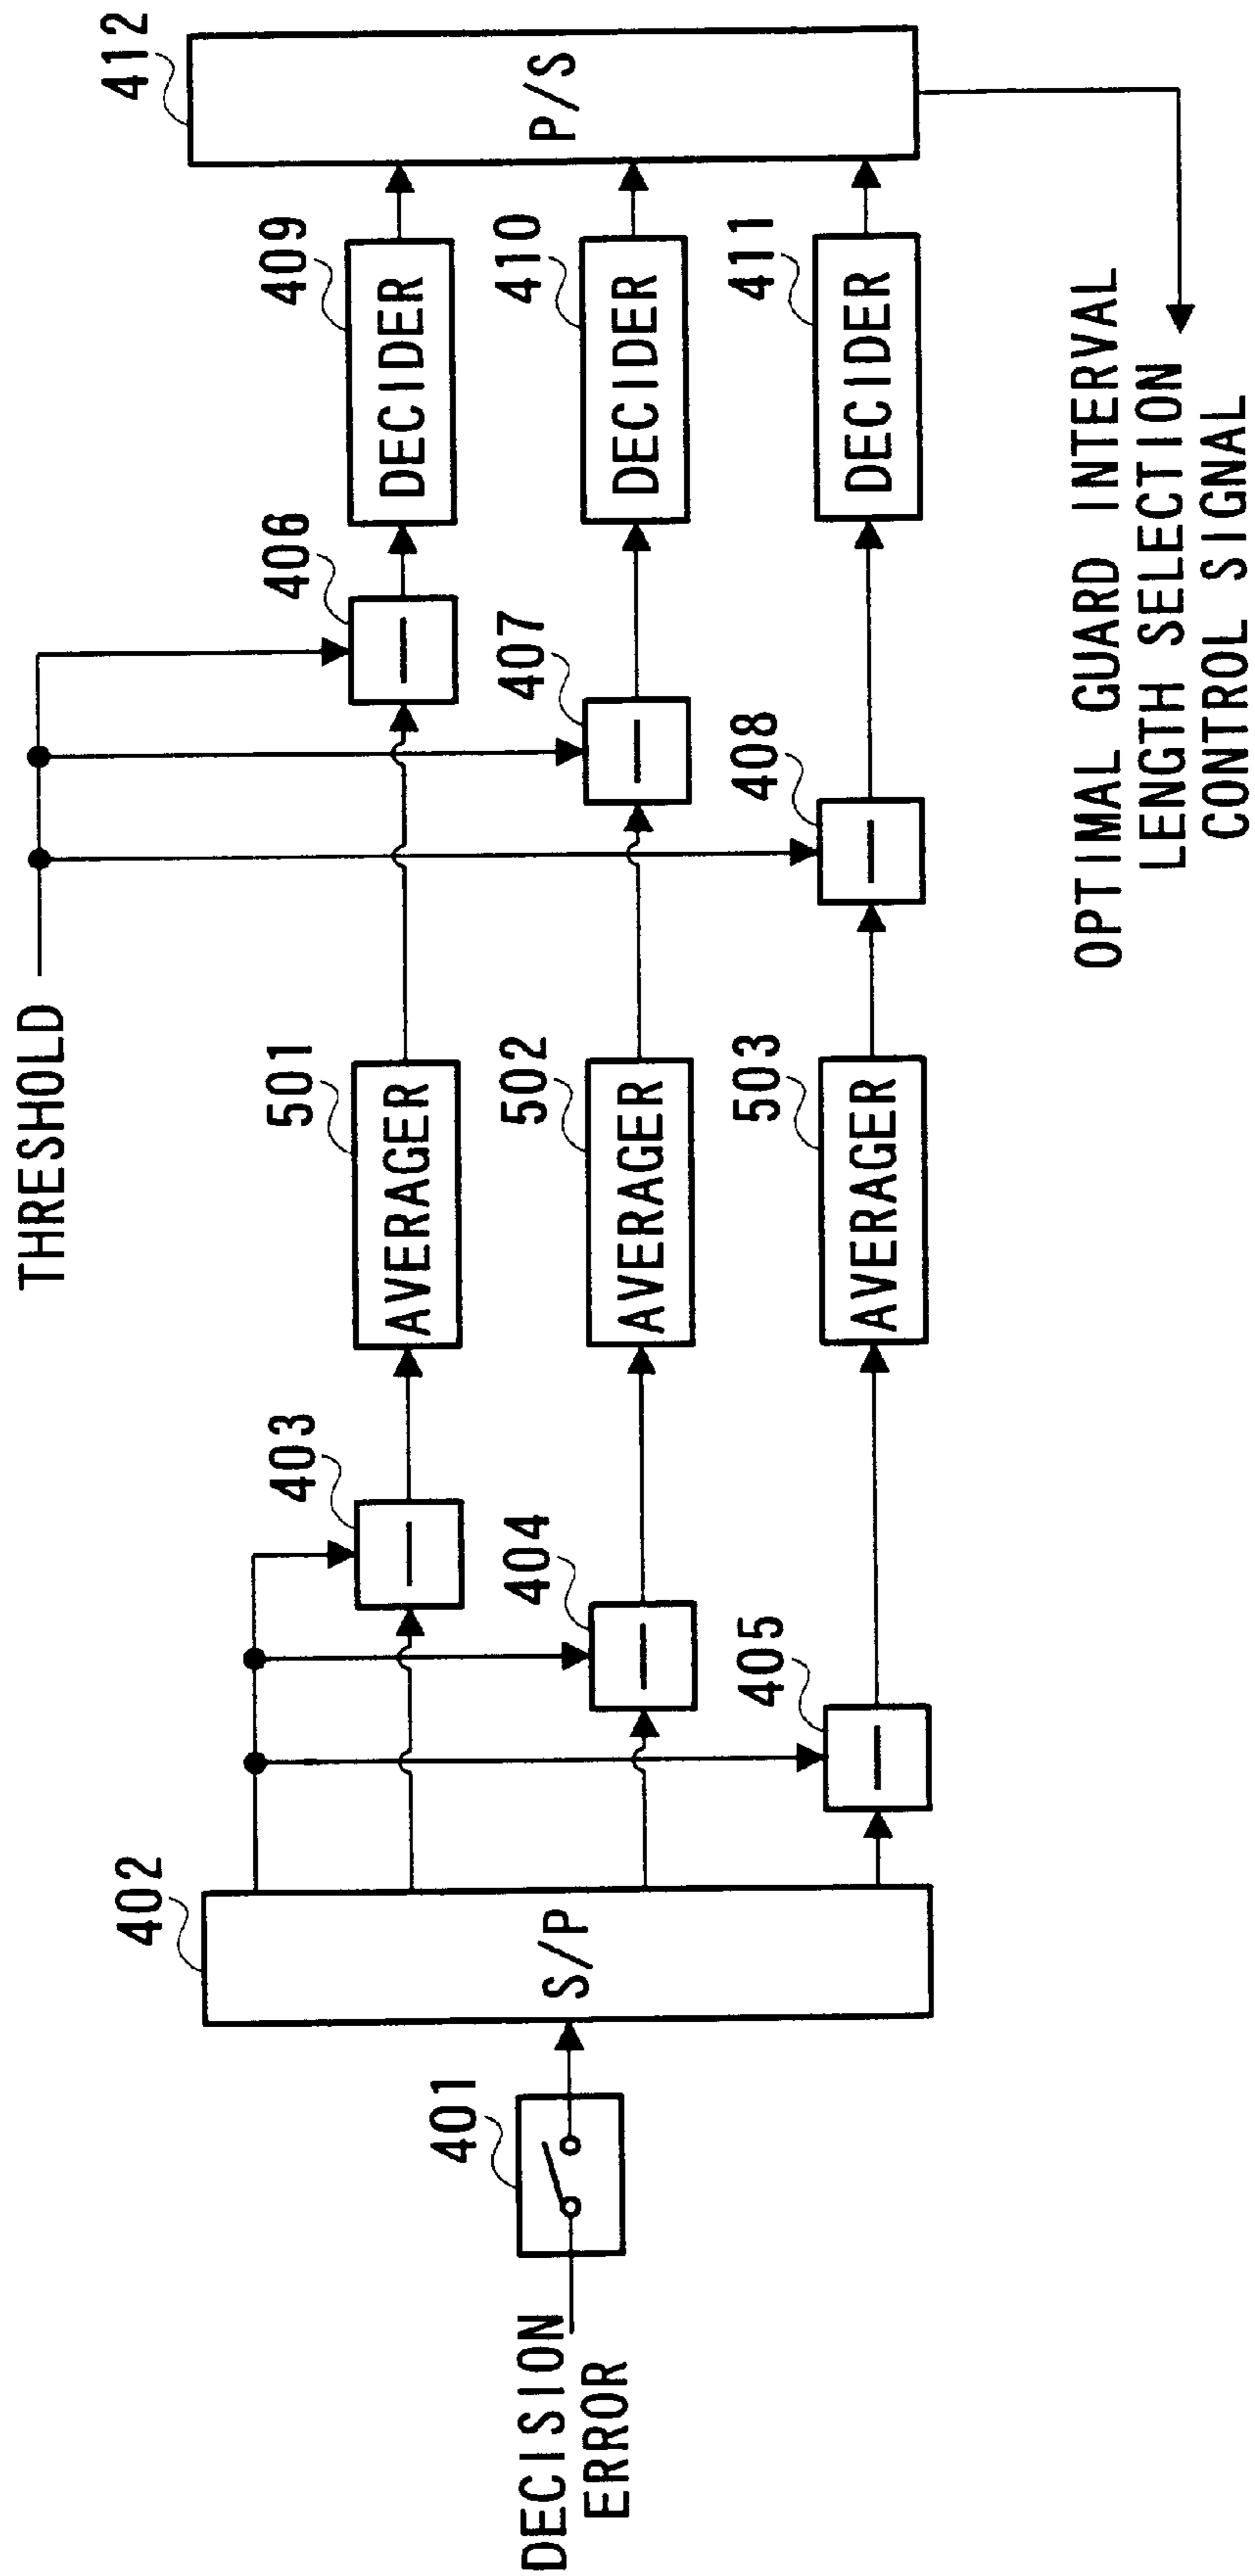 THRESHOLD
402
S/P
401
DECISION
ERROR
403
404
405
501
AVERAGER
502
AVERAGER
503
AVERAGER
406
407
408
409
DECIDER
410
DECIDER
411
DECIDER
412
P/S
OPTIMAL GUARD INTERVAL
LENGTH SELECTION
CONTROL SIGNAL